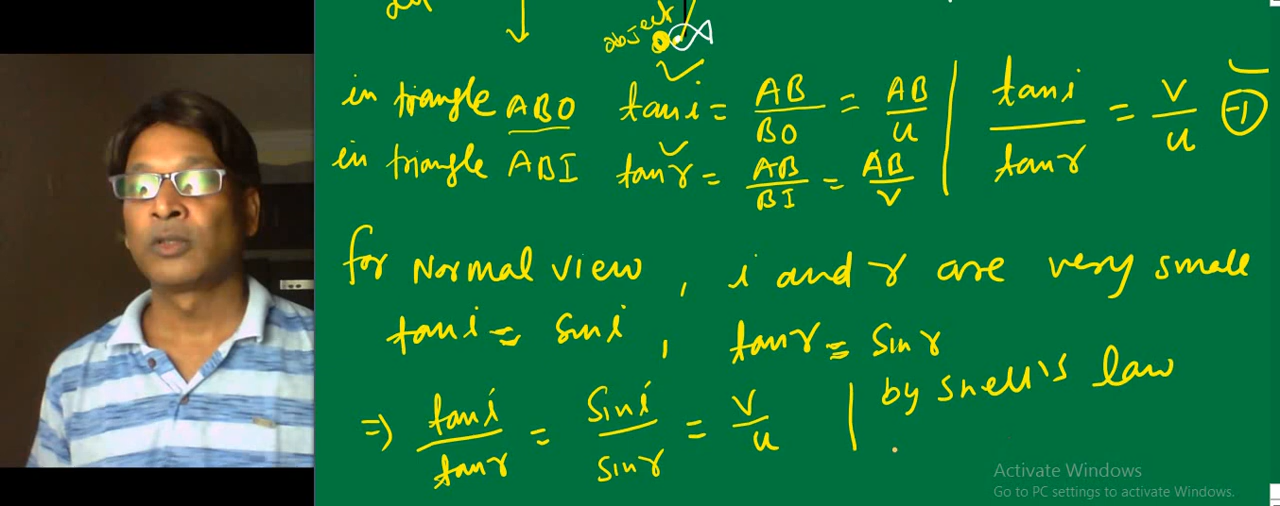 object
in triangle ABO tan i = AB/BO = AB/u | tan i / tan r = v/u -1
in triangle ABI tan r = AB/BI = AB/v
for Normal view, i and r are very small
tan i = sin i, tan r = sin r
=> tan i / tan r = sin i / sin r = v/u | by snell's law
Activate Windows
Go to PC settings to activate Windows.